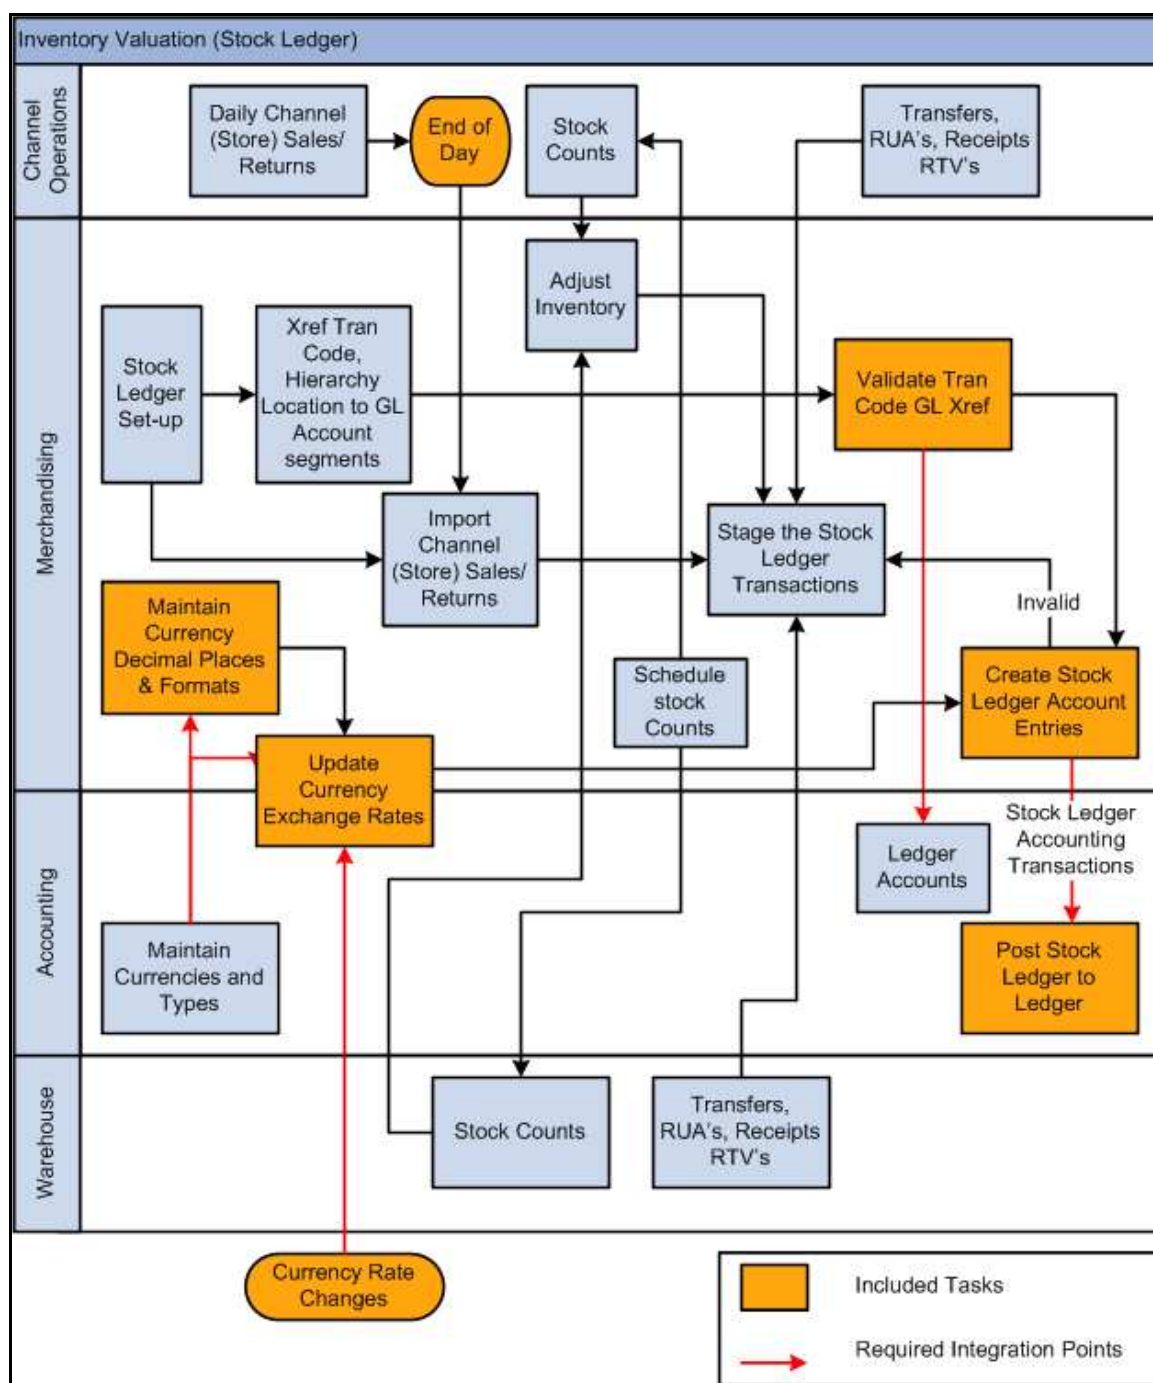 Inventory Valuation (Stock Ledger)
Channel
Operations
Daily Channel
(Store) Sales/
Returns
End of
Day
Stock
Counts
Transfers,
RUA's, Receipts
RTV's
Merchandising
Stock
Ledger
Set-up
Xref Tran
Code,
Hierarchy
Location to GL
Account
segments
Adjust
Inventory
Validate Tran
Code GL Xref
Import
Channel
(Store) Sales/
Returns
Stage the Stock
Ledger
Transactions
Invalid
Maintain
Currency
Decimal Places
& Formats
Schedule
stock
Counts
Create Stock
Ledger Account
Entries
Update
Currency
Exchange Rates
Accounting
Stock Ledger
Accounting
Transactions
Ledger
Accounts
Maintain
Currencies and
Types
Post Stock
Ledger to
Ledger
Warehouse
Stock Counts
Transfers,
RUA's, Receipts
RTV's
Currency Rate
Changes
Included Tasks
Required Integration Points